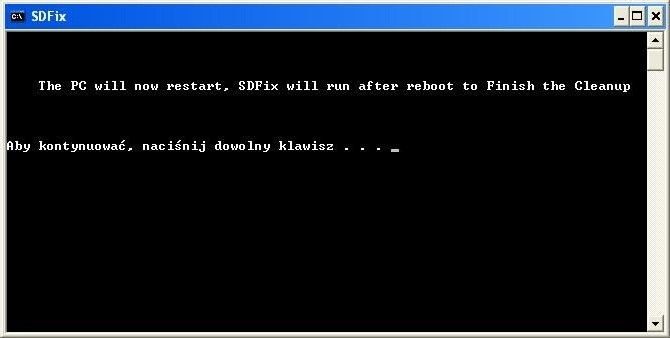 SDFix
The PC will now restart, SDFix will run after reboot to Finish the Cleanup
Aby kontynuować, naciśnij dowolny klawisz . . . _